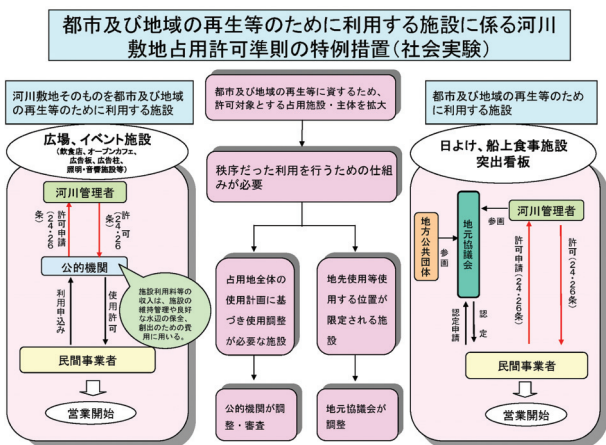 都市及び地域の再生等のために利用する施設に係る河川
敷地占用許可準則の特例措置(社会実験)
河川敷地そのものを都市及び地域
の再生等のために利用する施設
広場、イベント施設
(飲食店、オープンカフェ、
広告板、広告柱、
照明・音響施設等)
河川管理者
許可申請
(24・26
条)
許可
(24・26
条)
公的機関
施設利用料等の
収入は、施設の
維持管理や良好
な水辺の保全、
創出のための費
用に用いる。
利用申込み
使用許可
民間事業者
営業開始
都市及び地域の再生等に資するため、
許可対象とする占用施設・主体を拡大
秩序だった利用を行うための仕組
みが必要
占用地全体の
使用計画に基
づき使用調整
が必要な施設
地先使用等使
用する位置が
限定される施
設
公的機関が調
整・審査
地元協議会が
調整
都市及び地域の再生等のため
に利用する施設
日よけ、船上食事施設
突出看板
河川管理者
地方公共団体
参画
地元協議会
参画
許可申請(24・26条)
許可(24・26条)
認定申請
認定
民間事業者
営業開始